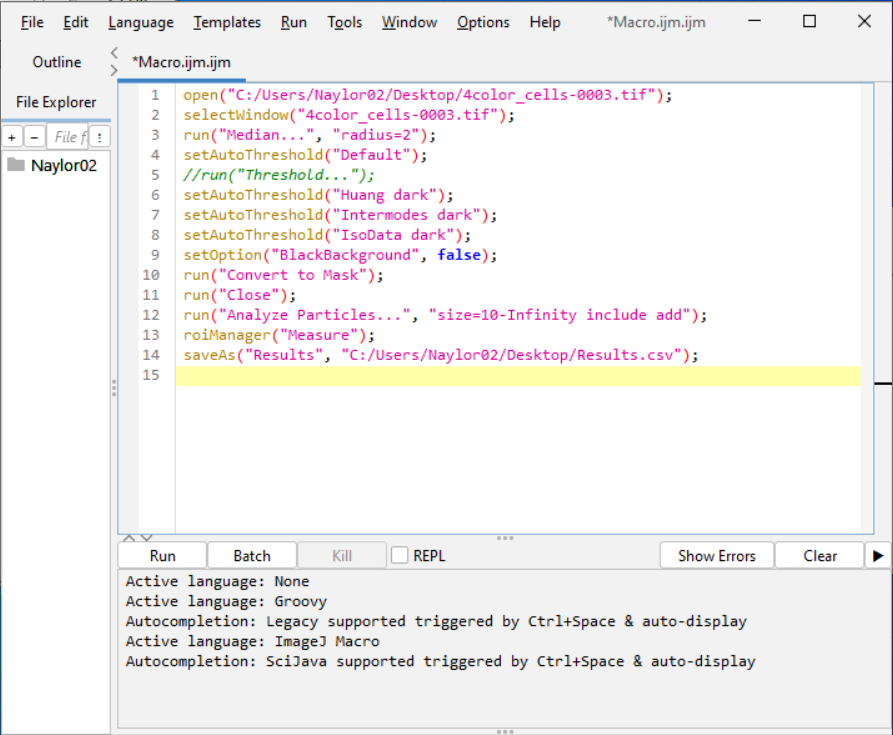 File Edit Language Templates Run Tools Window Options Help *Macro.ijm.ijm
Outline
*Macro.ijm.ijm
File Explorer
+ - File f
Naylor02
1 open("C:/Users/Naylor02/Desktop/4color_cells-0003.tif");
2 selectWindow("4color_cells-0003.tif");
3 run("Median...", "radius=2");
4 setAutoThreshold("Default");
5 //run("Threshold...");
6 setAutoThreshold("Huang dark");
7 setAutoThreshold("Intermodes dark");
8 setAutoThreshold("IsoData dark");
9 setOption("BlackBackground", false);
10 run("Convert to Mask");
11 run("Close");
12 run("Analyze Particles...", "size=10-Infinity include add");
13 roiManager("Measure");
14 saveAs("Results", "C:/Users/Naylor02/Desktop/Results.csv");
15
Run Batch Kill REPL Show Errors Clear
Active language: None
Active language: Groovy
Autocompletion: Legacy supported triggered by Ctrl+Space & auto-display
Active language: ImageJ Macro
Autocompletion: SciJava supported triggered by Ctrl+Space & auto-display